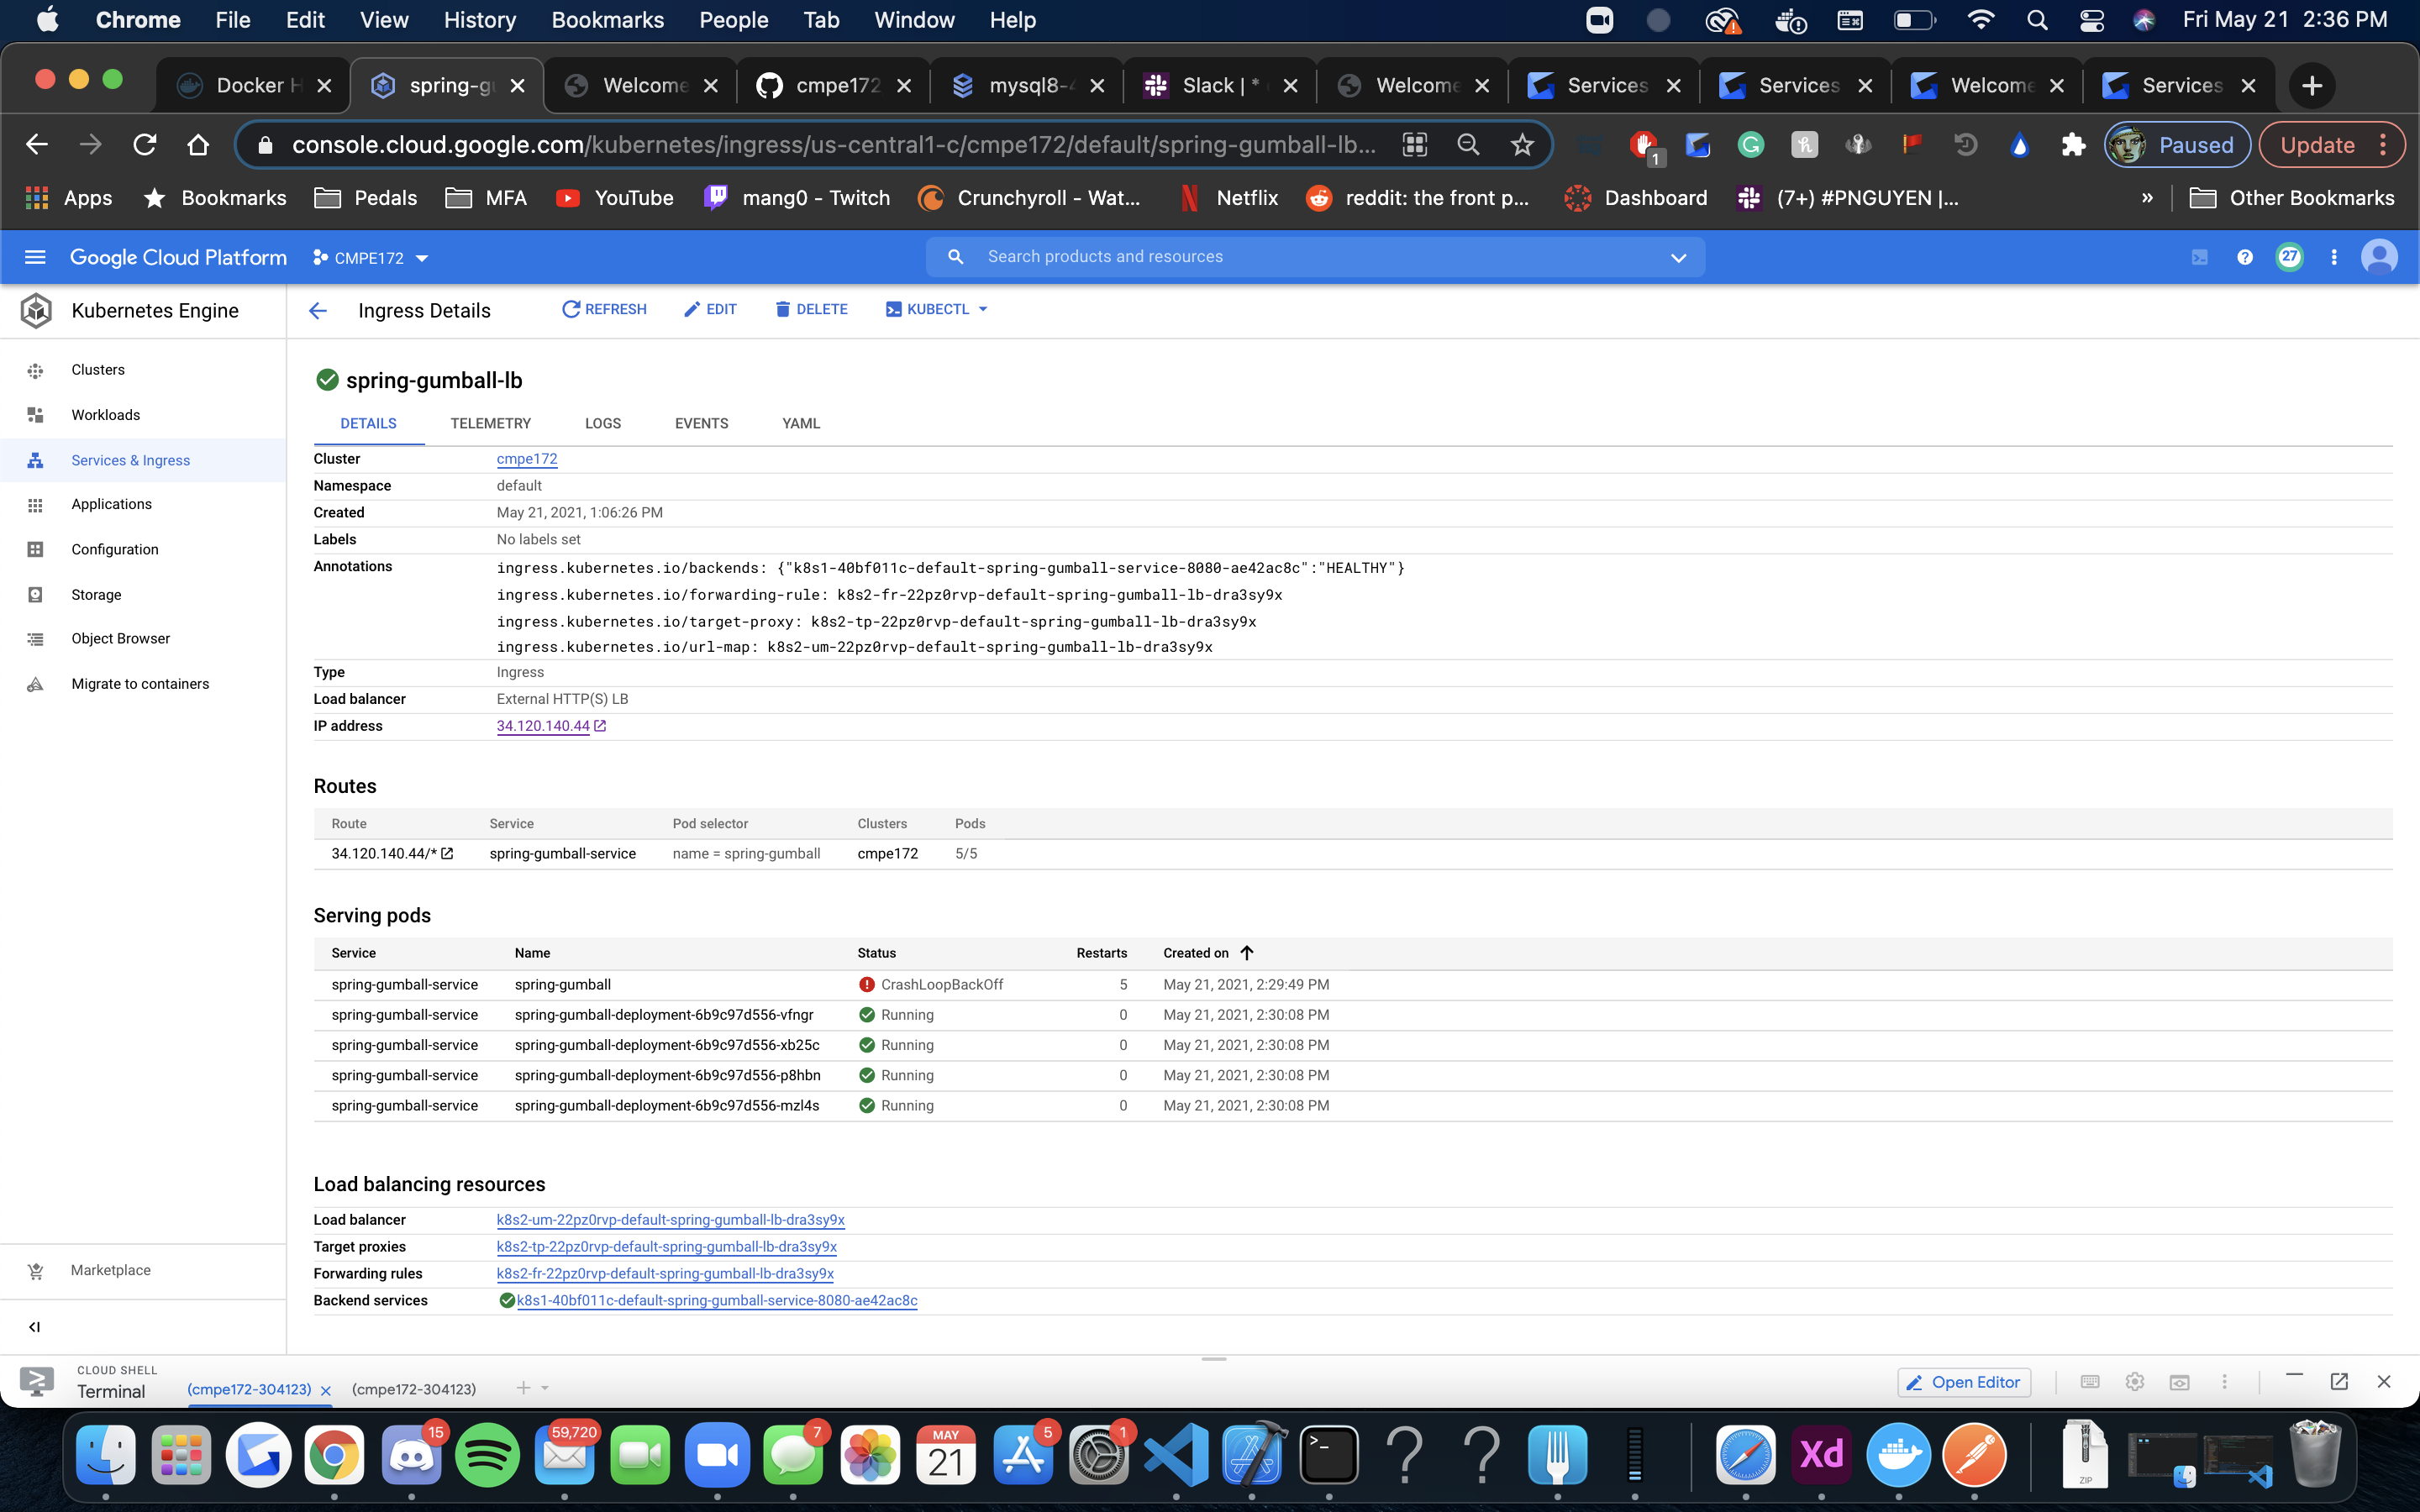 Chrome File Edit View History Bookmarks People Tab Window Help Fri May 21 2:36 PM
Docker H spring-gu Welcome cmpe172 mysql8-4 Slack | * Welcome Services Services Welcome Services
console.cloud.google.com/kubernetes/ingress/us-central1-c/cmpe172/default/spring-gumball-lb... 1 Paused Update
Apps Bookmarks Pedals MFA YouTube mang0 - Twitch Crunchyroll - Wat... Netflix reddit: the front p... Dashboard (7+) #PNGUYEN |... » Other Bookmarks
Google Cloud Platform CMPE172 Search products and resources 27
Kubernetes Engine Ingress Details REFRESH EDIT DELETE KUBECTL
Clusters
Workloads
Services & Ingress
Applications
Configuration
Storage
Object Browser
Migrate to containers
Marketplace
spring-gumball-lb
DETAILS TELEMETRY LOGS EVENTS YAML
Cluster cmpe172
Namespace default
Created May 21, 2021, 1:06:26 PM
Labels No labels set
Annotations ingress.kubernetes.io/backends: {"k8s1-40bf011c-default-spring-gumball-service-8080-ae42ac8c":"HEALTHY"}
ingress.kubernetes.io/forwarding-rule: k8s2-fr-22pz0rvp-default-spring-gumball-lb-dra3sy9x
ingress.kubernetes.io/target-proxy: k8s2-tp-22pz0rvp-default-spring-gumball-lb-dra3sy9x
ingress.kubernetes.io/url-map: k8s2-um-22pz0rvp-default-spring-gumball-lb-dra3sy9x
Type Ingress
Load balancer External HTTP(S) LB
IP address 34.120.140.44
Routes
Route Service Pod selector Clusters Pods
34.120.140.44/* spring-gumball-service name = spring-gumball cmpe172 5/5
Serving pods
Service Name Status Restarts Created on
spring-gumball-service spring-gumball CrashLoopBackOff 5 May 21, 2021, 2:29:49 PM
spring-gumball-service spring-gumball-deployment-6b9c97d556-vfngr Running 0 May 21, 2021, 2:30:08 PM
spring-gumball-service spring-gumball-deployment-6b9c97d556-xb25c Running 0 May 21, 2021, 2:30:08 PM
spring-gumball-service spring-gumball-deployment-6b9c97d556-p8hbn Running 0 May 21, 2021, 2:30:08 PM
spring-gumball-service spring-gumball-deployment-6b9c97d556-mzl4s Running 0 May 21, 2021, 2:30:08 PM
Load balancing resources
Load balancer k8s2-um-22pz0rvp-default-spring-gumball-lb-dra3sy9x
Target proxies k8s2-tp-22pz0rvp-default-spring-gumball-lb-dra3sy9x
Forwarding rules k8s2-fr-22pz0rvp-default-spring-gumball-lb-dra3sy9x
Backend services k8s1-40bf011c-default-spring-gumball-service-8080-ae42ac8c
CLOUD SHELL
Terminal (cmpe172-304123) (cmpe172-304123) Open Editor
15 59,720 7 MAY 21 5 1 Xd ZIP